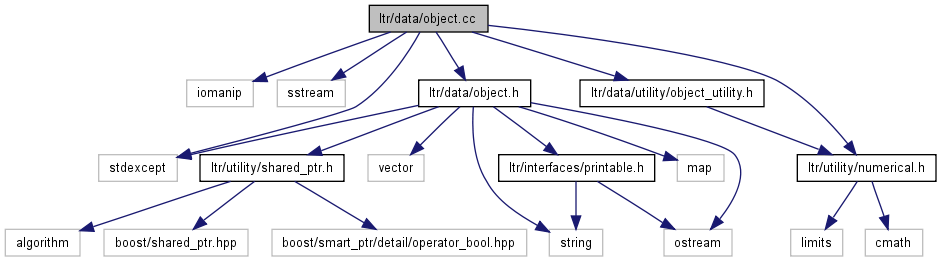 ltr/data/object.cc
iomanip
sstream
ltr/data/object.h
ltr/data/utility/object_utility.h
stdexcept
ltr/utility/shared_ptr.h
vector
ltr/interfaces/printable.h
map
ltr/utility/numerical.h
algorithm
boost/shared_ptr.hpp
boost/smart_ptr/detail/operator_bool.hpp
string
ostream
limits
cmath